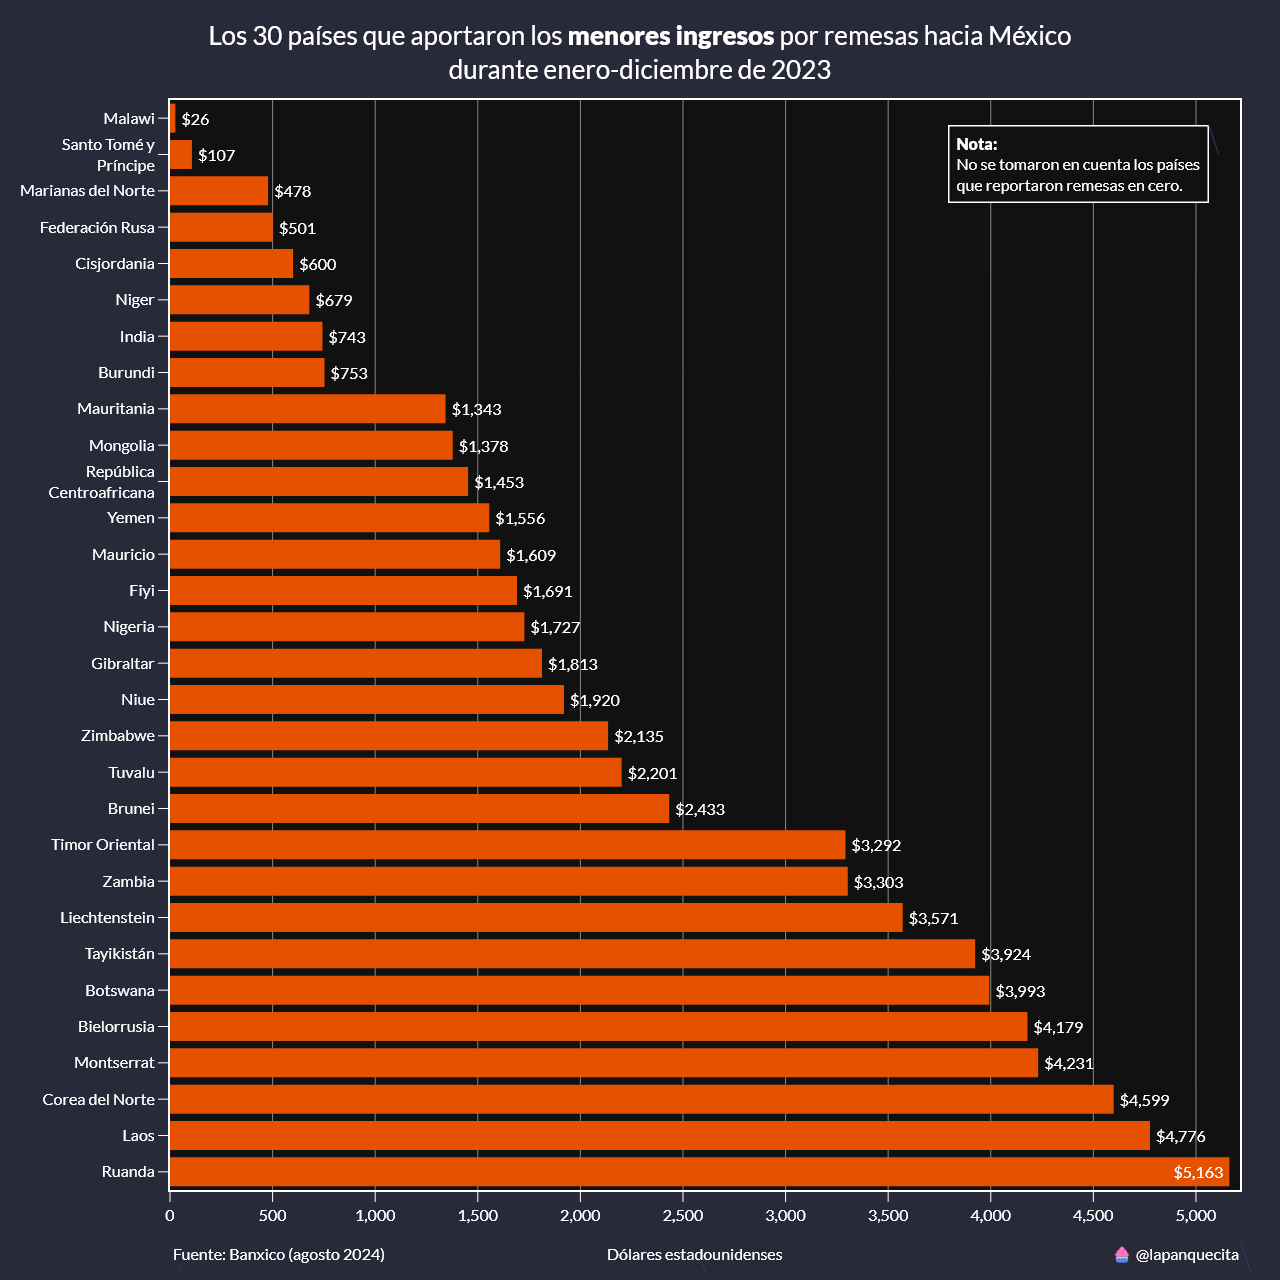 Los 30 países que aportaron los menores ingresos por remesas hacia México
durante enero-diciembre de 2023
Nota:
No se tomaron en cuenta los países
que reportaron remesas en cero.
Malawi $26
Santo Tomé y
Príncipe $107
Marianas del Norte $478
Federación Rusa $501
Cisjordania $600
Niger $679
India $743
Burundi $753
Mauritania $1,343
Mongolia $1,378
República
Centroafricana $1,453
Yemen $1,556
Mauricio $1,609
Fiyi $1,691
Nigeria $1,727
Gibraltar $1,813
Niue $1,920
Zimbabwe $2,135
Tuvalu $2,201
Brunei $2,433
Timor Oriental $3,292
Zambia $3,303
Liechtenstein $3,571
Tayikistán $3,924
Botswana $3,993
Bielorrusia $4,179
Montserrat $4,231
Corea del Norte $4,599
Laos $4,776
Ruanda $5,163
0 500 1,000 1,500 2,000 2,500 3,000 3,500 4,000 4,500 5,000
Fuente: Banxico (agosto 2024) Dólares estadounidenses 🧁 @lapanquecita